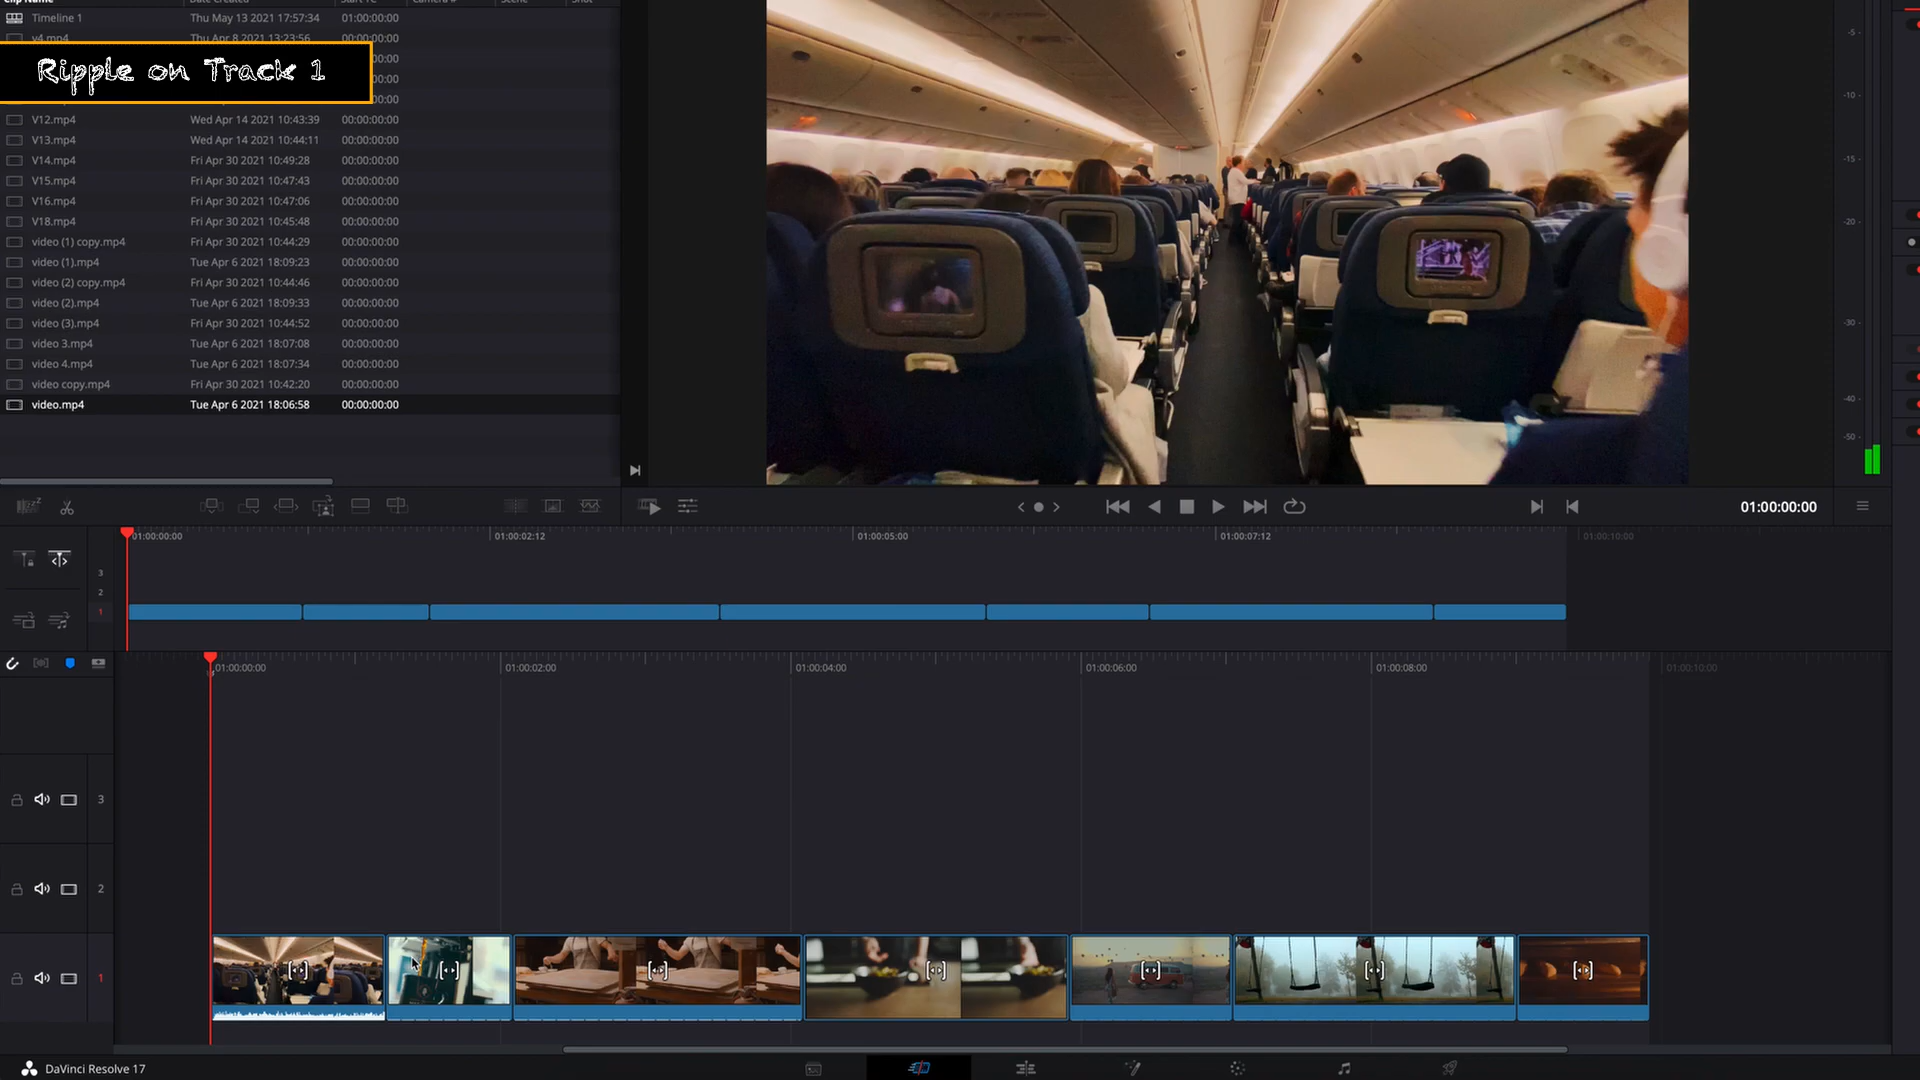 Clip Name Date Created Start TC Camera # Scene Shot
Timeline 1 Thu May 13 2021 17:57:34 01:00:00:00
v4.mp4 Thu Apr 8 2021 13:23:56 00:00:00:00
Ripple on Track 1
V12.mp4 Wed Apr 14 2021 10:43:39 00:00:00:00
V13.mp4 Wed Apr 14 2021 10:44:11 00:00:00:00
V14.mp4 Fri Apr 30 2021 10:49:28 00:00:00:00
V15.mp4 Fri Apr 30 2021 10:47:43 00:00:00:00
V16.mp4 Fri Apr 30 2021 10:47:06 00:00:00:00
V18.mp4 Fri Apr 30 2021 10:45:48 00:00:00:00
video (1) copy.mp4 Fri Apr 30 2021 10:44:29 00:00:00:00
video (1).mp4 Tue Apr 6 2021 18:09:23 00:00:00:00
video (2) copy.mp4 Fri Apr 30 2021 10:44:46 00:00:00:00
video (2).mp4 Tue Apr 6 2021 18:09:33 00:00:00:00
video (3).mp4 Fri Apr 30 2021 10:44:52 00:00:00:00
video 3.mp4 Tue Apr 6 2021 18:07:08 00:00:00:00
video 4.mp4 Tue Apr 6 2021 18:07:34 00:00:00:00
video copy.mp4 Fri Apr 30 2021 10:42:20 00:00:00:00
video.mp4 Tue Apr 6 2021 18:06:58 00:00:00:00
-5
-10
-15
-20
-30
-40
-50
01:00:00:00
01:00:00:00 01:00:02:12 01:00:05:00 01:00:07:12 01:00:10:00
3
2
1
01:00:00:00 01:00:02:00 01:00:04:00 01:00:06:00 01:00:08:00 01:00:10:00
3
2
1
DaVinci Resolve 17